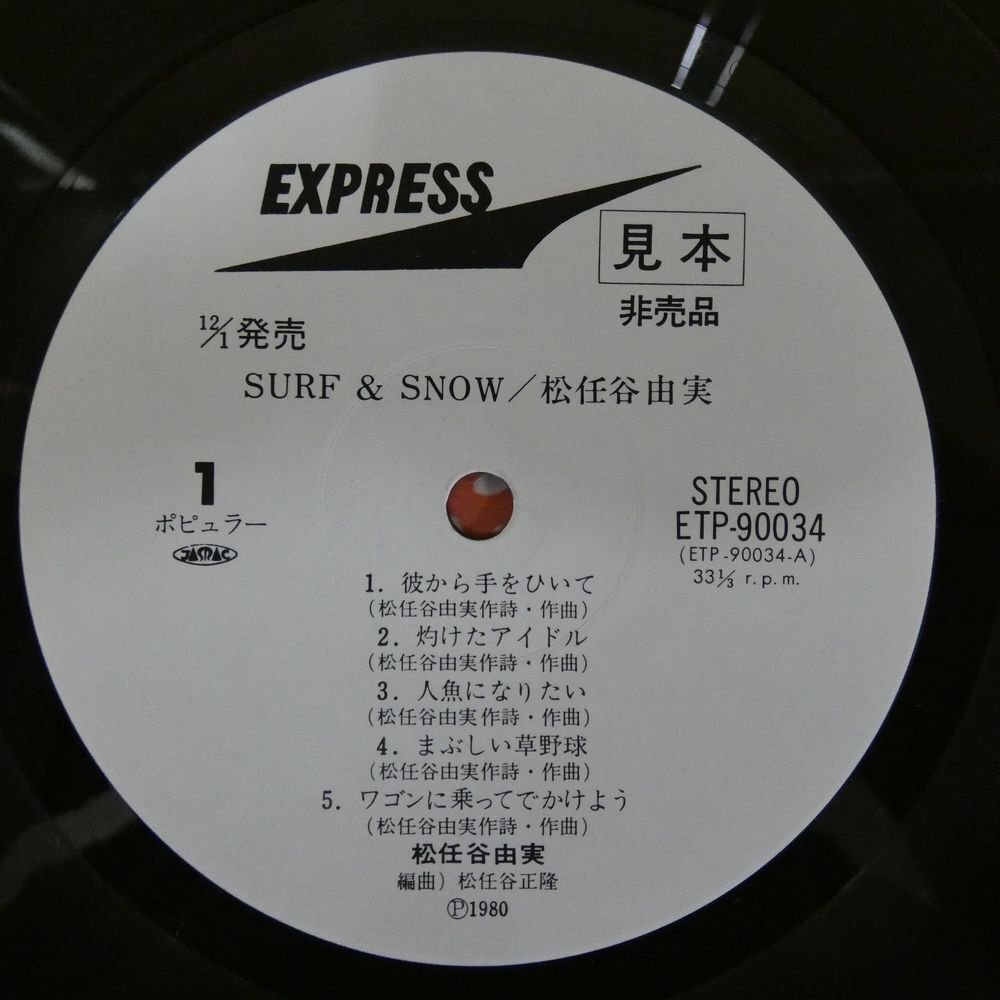 EXPRESS
見本
非売品
12/1発売
SURF & SNOW/松任谷由実
1
ポピュラー
JASRAC
STEREO
ETP-90034
(ETP-90034-A)
33⅓ r.p.m.
1. 彼から手をひいて
(松任谷由実作詩・作曲)
2. 灼けたアイドル
(松任谷由実作詩・作曲)
3. 人魚になりたい
(松任谷由実作詩・作曲)
4. まぶしい草野球
(松任谷由実作詩・作曲)
5. ワゴンに乗ってでかけよう
(松任谷由実作詩・作曲)
松任谷由実
編曲) 松任谷正隆
Ⓟ1980